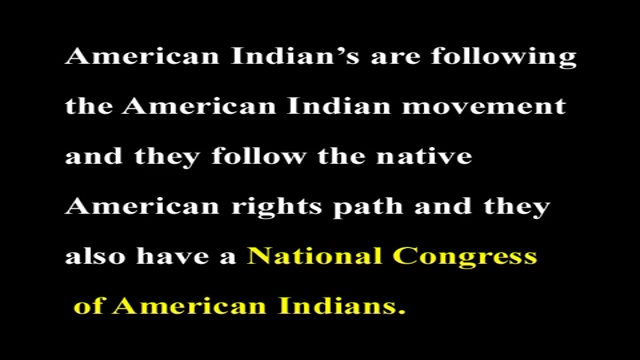 American Indian’s are following
the American Indian movement
and they follow the native
American rights path and they
also have a National Congress
of American Indians.